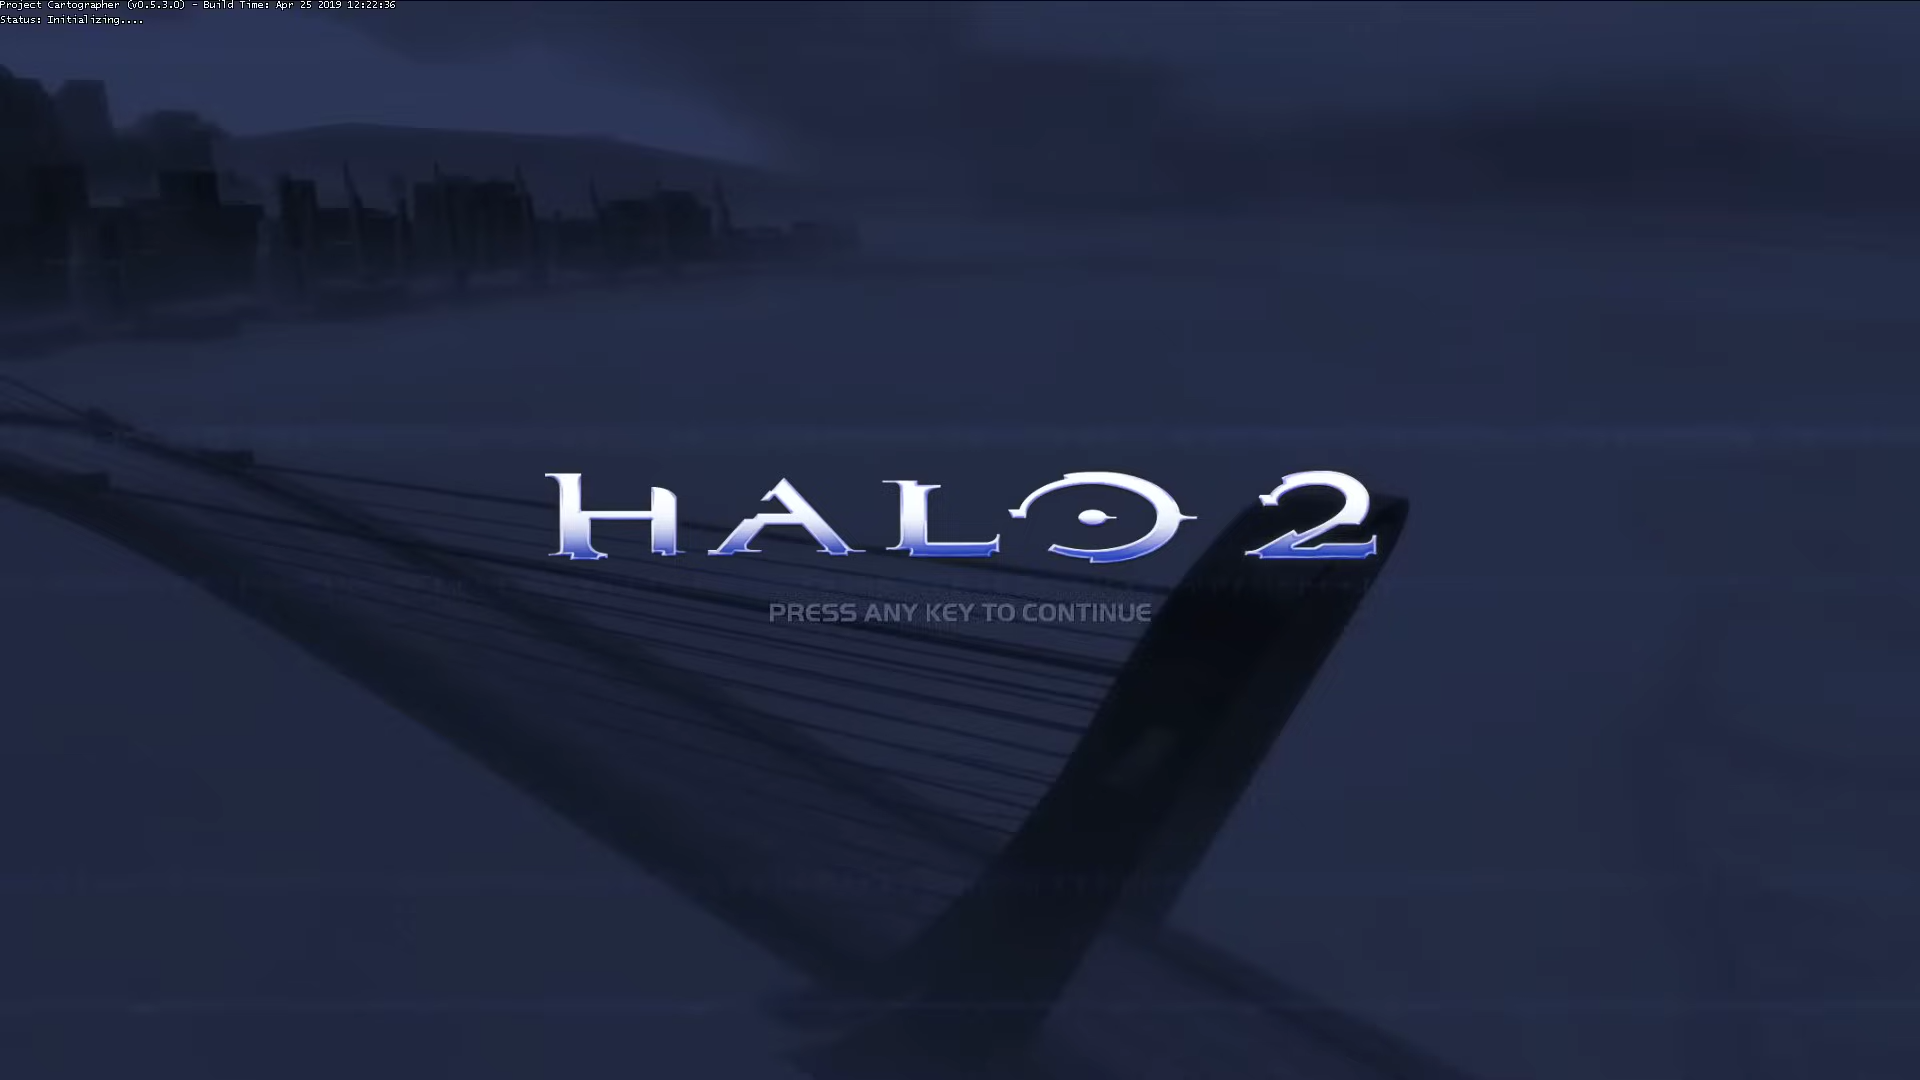 Project Cartographer (v0.5.3.0) - Build Time: Apr 25 2019 12:22:36
Status: Initializing....
HALO 2
PRESS ANY KEY TO CONTINUE